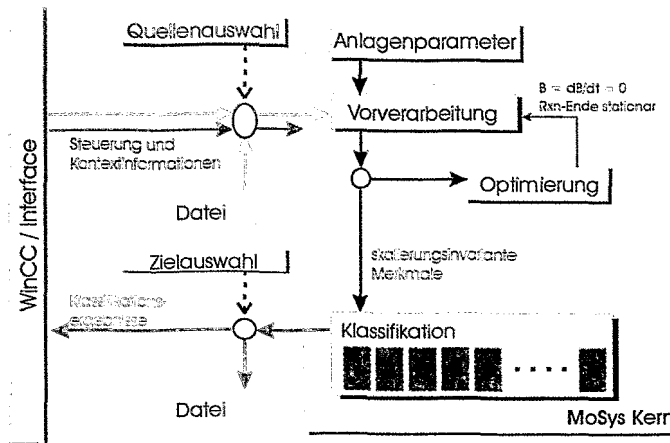 Quellenauswahl
Anlagenparameter
B = dB/dt = 0
Rxn-Ende stationar
Vorverarbeitung
Steuerung und
Kontextinformationen
Optimierung
Datei
WinCC / Interface
Zielauswahl
skalierungsinvariante
Merkmale
Klassifikations-
ergebnisse
Klassifikation
Datei
MoSys Kern